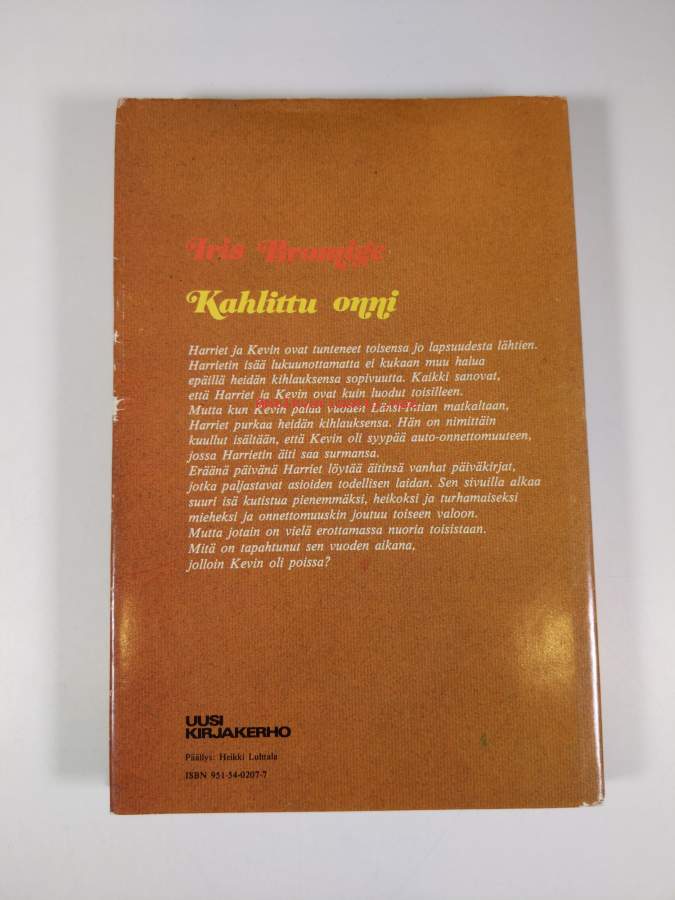 Iris Bromige
Kahlittu onni
Harriet ja Kevin ovat tunteneet toisensa jo lapsuudesta lähtien.
Harrietin isää lukuunottamatta ei kukaan muu halua
epäillä heidän kihlauksensa sopivuutta. Kaikki sanovat,
että Harriet ja Kevin ovat kuin luodut toisilleen.
Mutta kun Kevin palaa vuoden Länsi-Intian matkaltaan,
Harriet purkaa heidän kihlauksensa. Hän on nimittäin
kuullut isältään, että Kevin oli syypää auto-onnettomuuteen,
jossa Harrietin äiti saa surmansa.
Eräänä päivänä Harriet löytää äitinsä vanhat päiväkirjat,
jotka paljastavat asioiden todellisen laidan. Sen sivuilla alkaa
suuri isä kutistua pienemmäksi, heikoksi ja turhamaiseksi
mieheksi ja onnettomuuskin joutuu toiseen valoon.
Mutta jotain on vielä erottamassa nuoria toisistaan.
Mitä on tapahtunut sen vuoden aikana,
jolloin Kevin oli poissa?
UUSI
KIRJAKERHO
Päällys: Heikki Luhtala
ISBN 951-54-0207-7